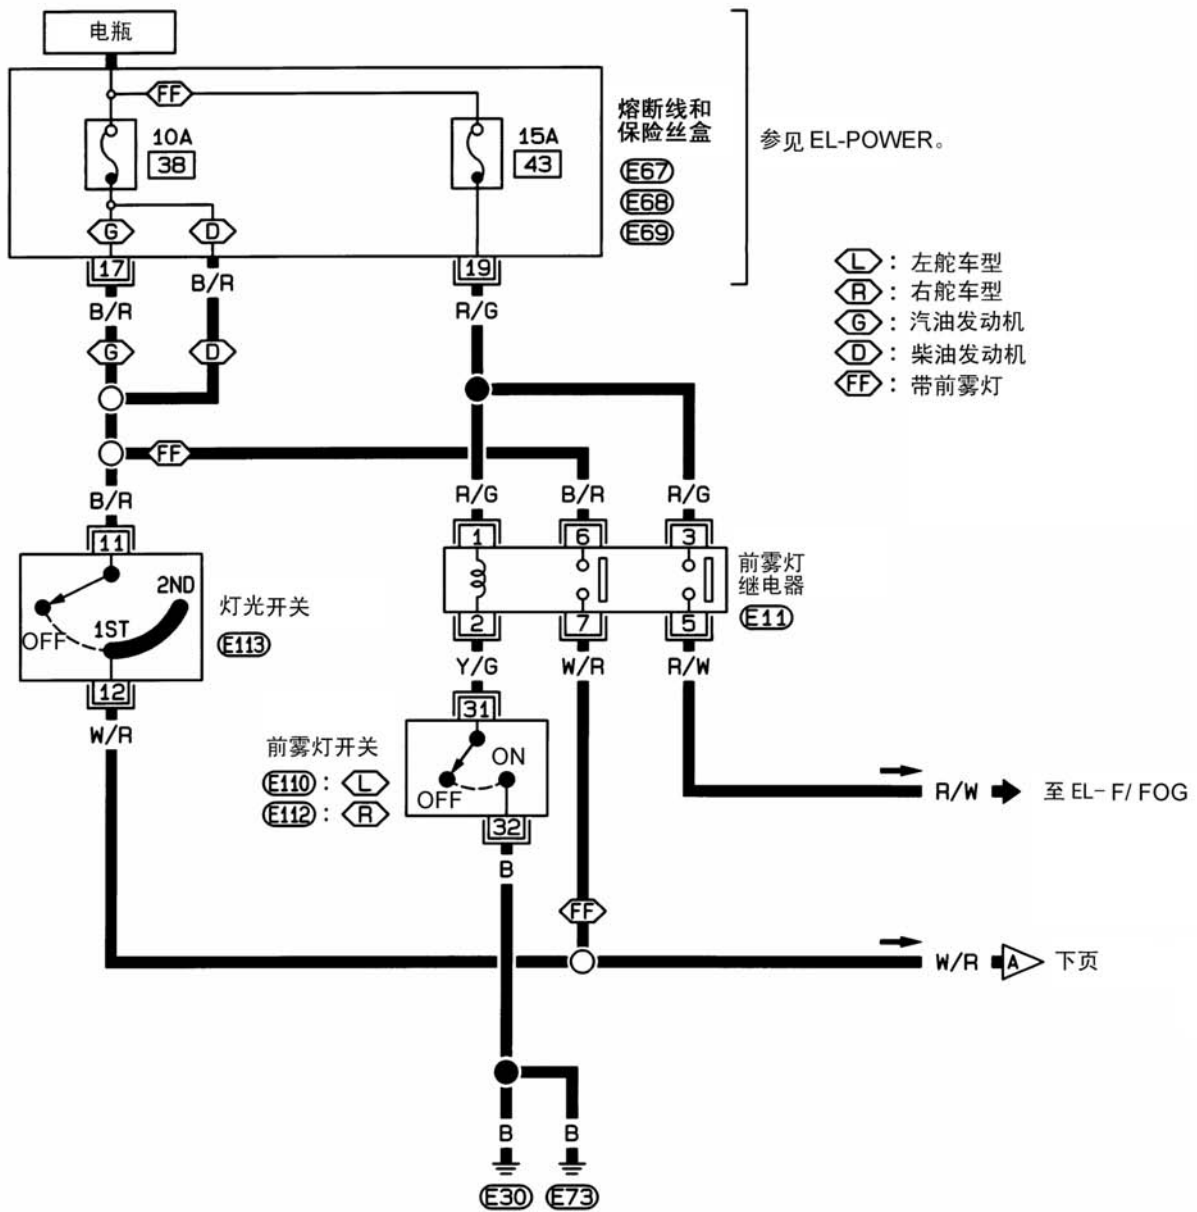 电瓶
FF
10A
38
15A
43
熔断线和
保险丝盒
E67
E68
E69
参见 EL-POWER。
G
D
17
B/R
19
B/R
R/G
G
D
L：左舵车型
R：右舵车型
G：汽油发动机
D：柴油发动机
FF：带前雾灯
FF
B/R
R/G
B/R
R/G
11
1
6
3
2ND
1ST
OFF
灯光开关
E113
前雾灯
继电器
E11
12
2
7
5
W/R
Y/G
W/R
R/W
31
前雾灯开关
E110：L
E112：R
ON
OFF
32
B
R/W
至 EL- F/ FOG
FF
W/R
A
下页
B
B
E30
E73